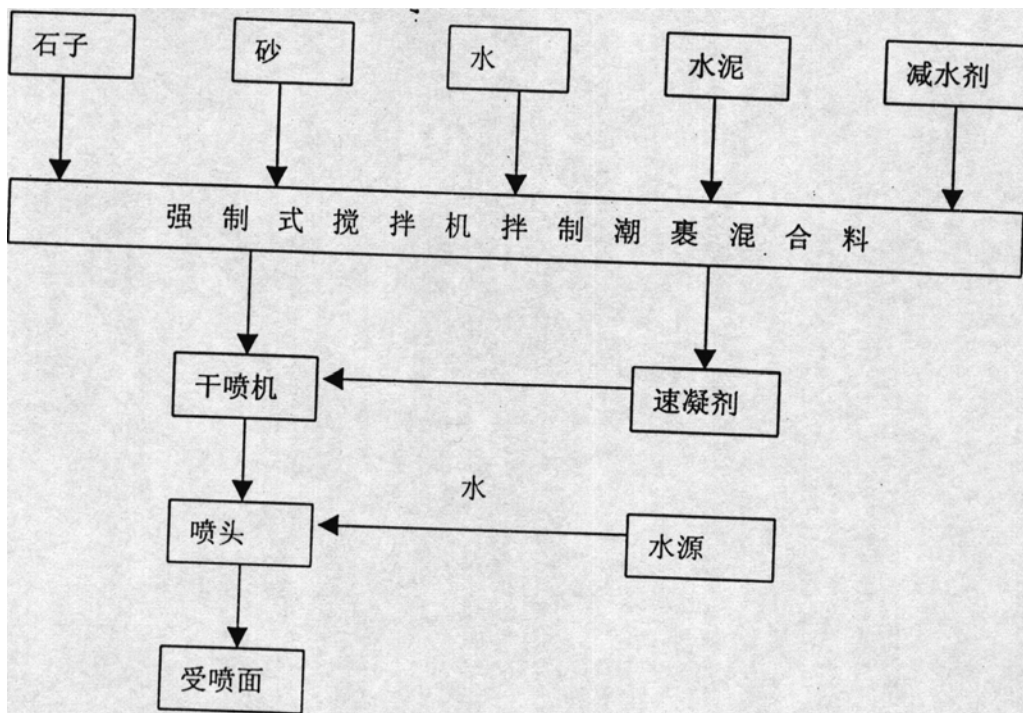 石子
砂
水
水泥
减水剂
强制式搅拌机拌制潮裹混合料
干喷机
速凝剂
水
喷头
水源
受喷面